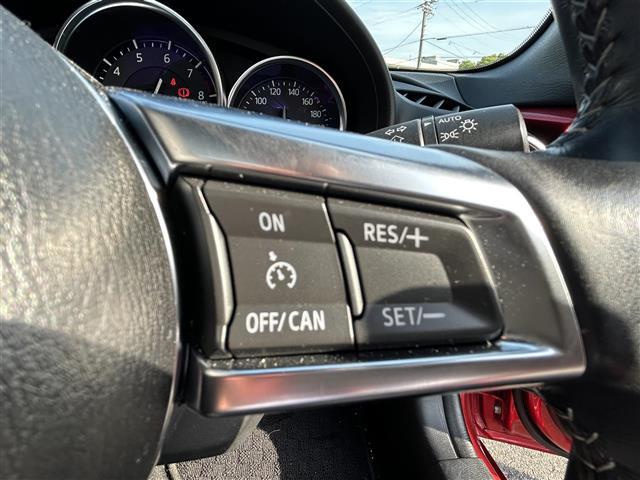 4 5 6 7 8
100 120 140 160 180
AUTO
ON
RES/+
OFF/CAN
SET/-